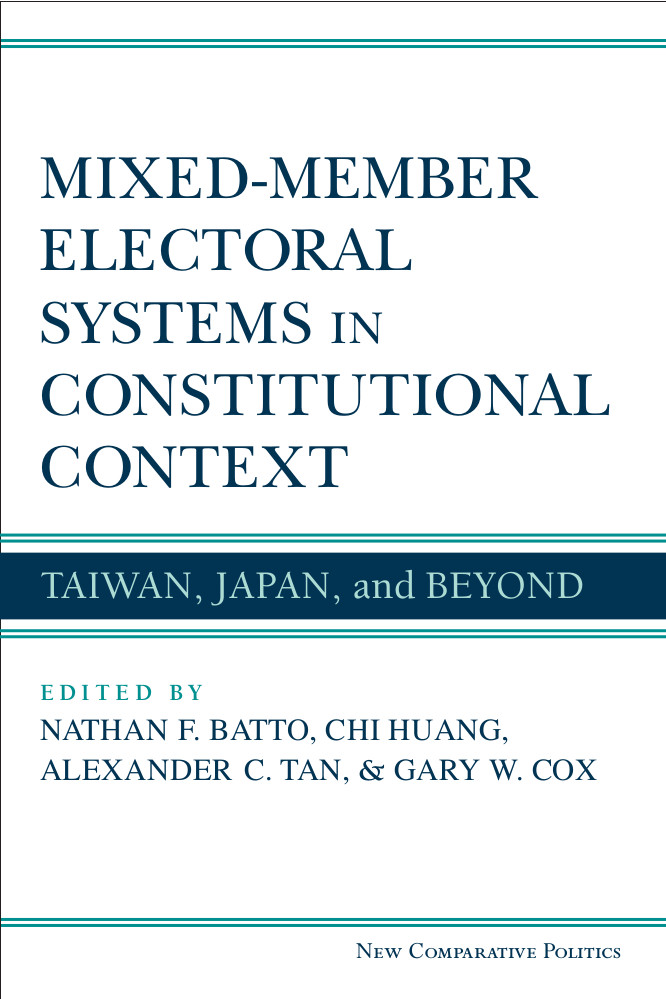 MIXED-MEMBER
ELECTORAL
SYSTEMS IN
CONSTITUTIONAL
CONTEXT
TAIWAN, JAPAN, and BEYOND
EDITED BY
NATHAN F. BATTO, CHI HUANG,
ALEXANDER C. TAN, & GARY W. COX
New Comparative Politics